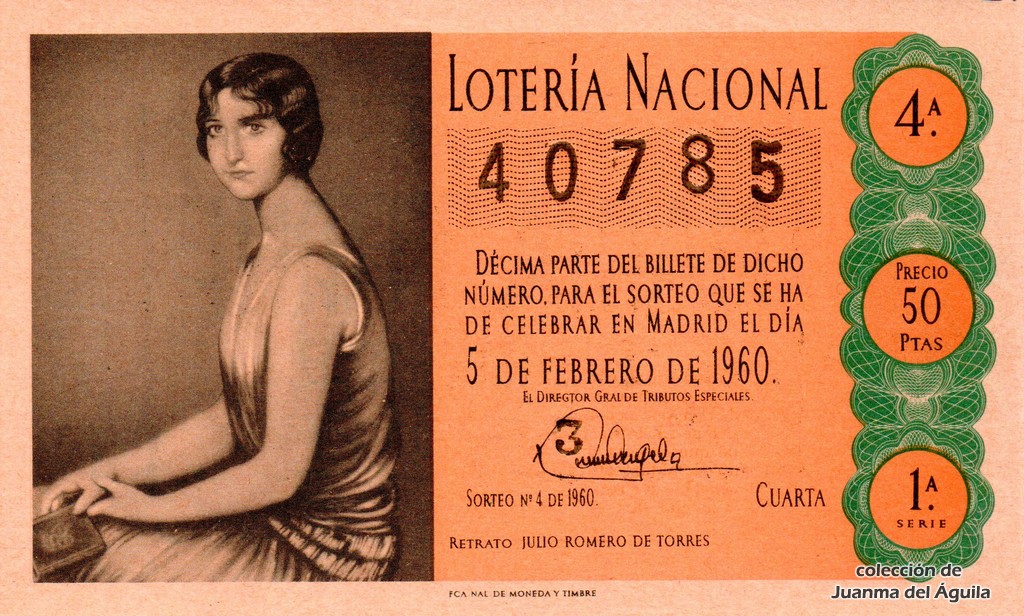 LOTERÍA NACIONAL
40785
DÉCIMA PARTE DEL BILLETE DE DICHO
NÚMERO, PARA EL SORTEO QUE SE HA
DE CELEBRAR EN MADRID EL DÍA
5 DE FEBRERO DE 1960.
EL DIRECTOR GRAL DE TRIBUTOS ESPECIALES.
3
SORTEO Nº 4 DE 1960.
CUARTA
RETRATO JULIO ROMERO DE TORRES
FCA NAL DE MONEDA Y TIMBRE
4.ª
PRECIO
50
PTAS
1.ª
SERIE
colección de
Juanma del Águila